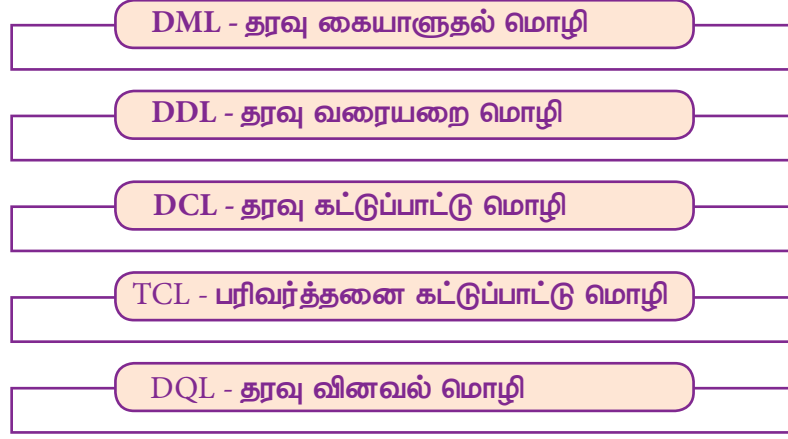 DML - தரவு கையாளுதல் மொழி
DDL - தரவு வரையறை மொழி
DCL - தரவு கட்டுப்பாட்டு மொழி
TCL - பரிவர்த்தனை கட்டுப்பாட்டு மொழி
DQL - தரவு வினவல் மொழி